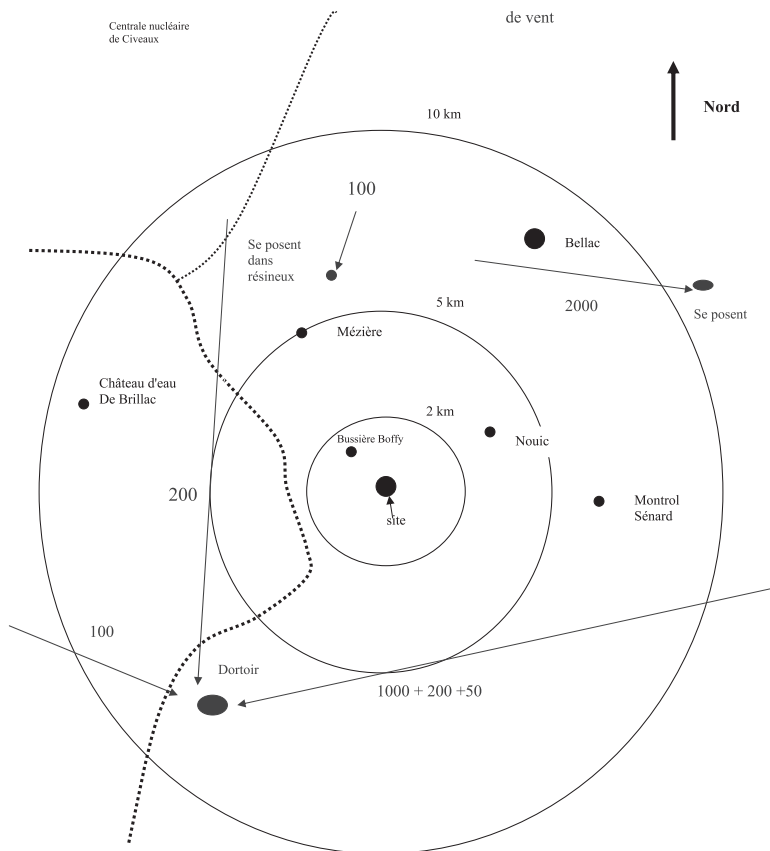 de vent
Centrale nucléaire
de Civeaux
Nord
10 km
100
Se posent
dans
résineux
Bellac
5 km
2000
Se posent
Mézière
Château d'eau
De Brillac
2 km
Bussière Boffy
Nouic
200
Montrol
Sénard
site
100
Dortoir
1000 + 200 +50